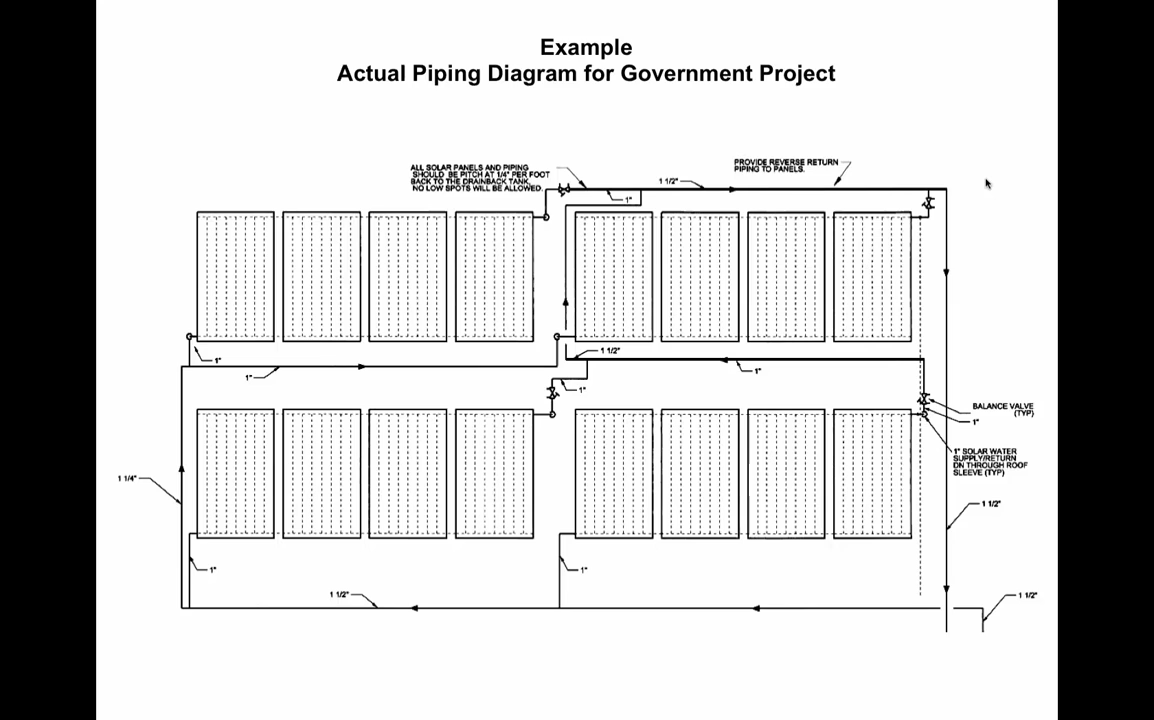 Example
Actual Piping Diagram for Government Project
ALL SOLAR PANELS AND PIPING
SHOULD BE PITCH AT 1/4" PER FOOT
BACK TO THE DRAINBACK TANK,
NO LOW SPOTS WILL BE ALLOWED.
PROVIDE REVERSE RETURN
PIPING TO PANELS.
1 1/2"
1"
1 1/2"
1"
1"
1"
1"
BALANCE VALVE
(TYP)
1"
1" SOLAR WATER
SUPPLY/RETURN
DN THROUGH ROOF
SLEEVE (TYP)
1 1/4"
1 1/2"
1"
1"
1 1/2"
1 1/2"